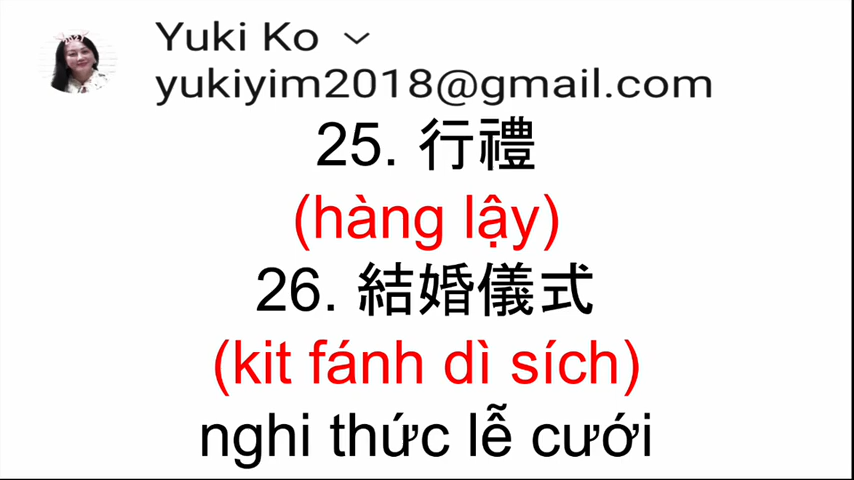 Yuki Ko
yukiyim2018@gmail.com
25. 行禮
(hàng lậy)
26. 結婚儀式
(kit fánh dì sích)
nghi thức lễ cưới